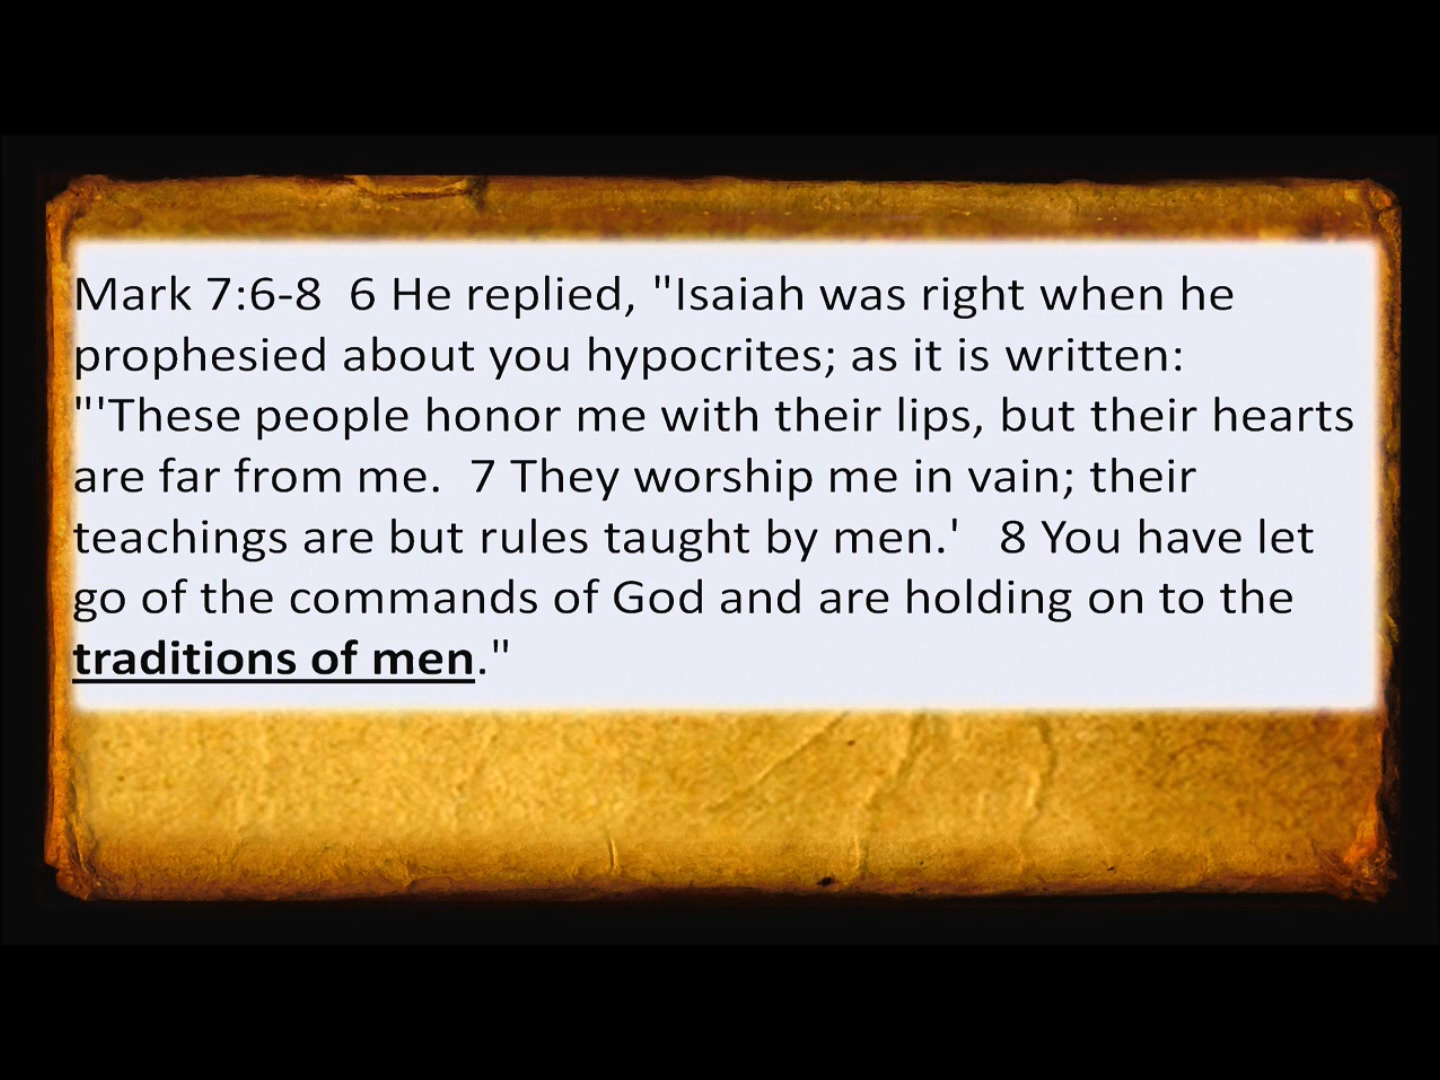 Mark 7:6-8  6 He replied, "Isaiah was right when he
prophesied about you hypocrites; as it is written:
"'These people honor me with their lips, but their hearts
are far from me.  7 They worship me in vain; their
teachings are but rules taught by men.'   8 You have let
go of the commands of God and are holding on to the
traditions of men."